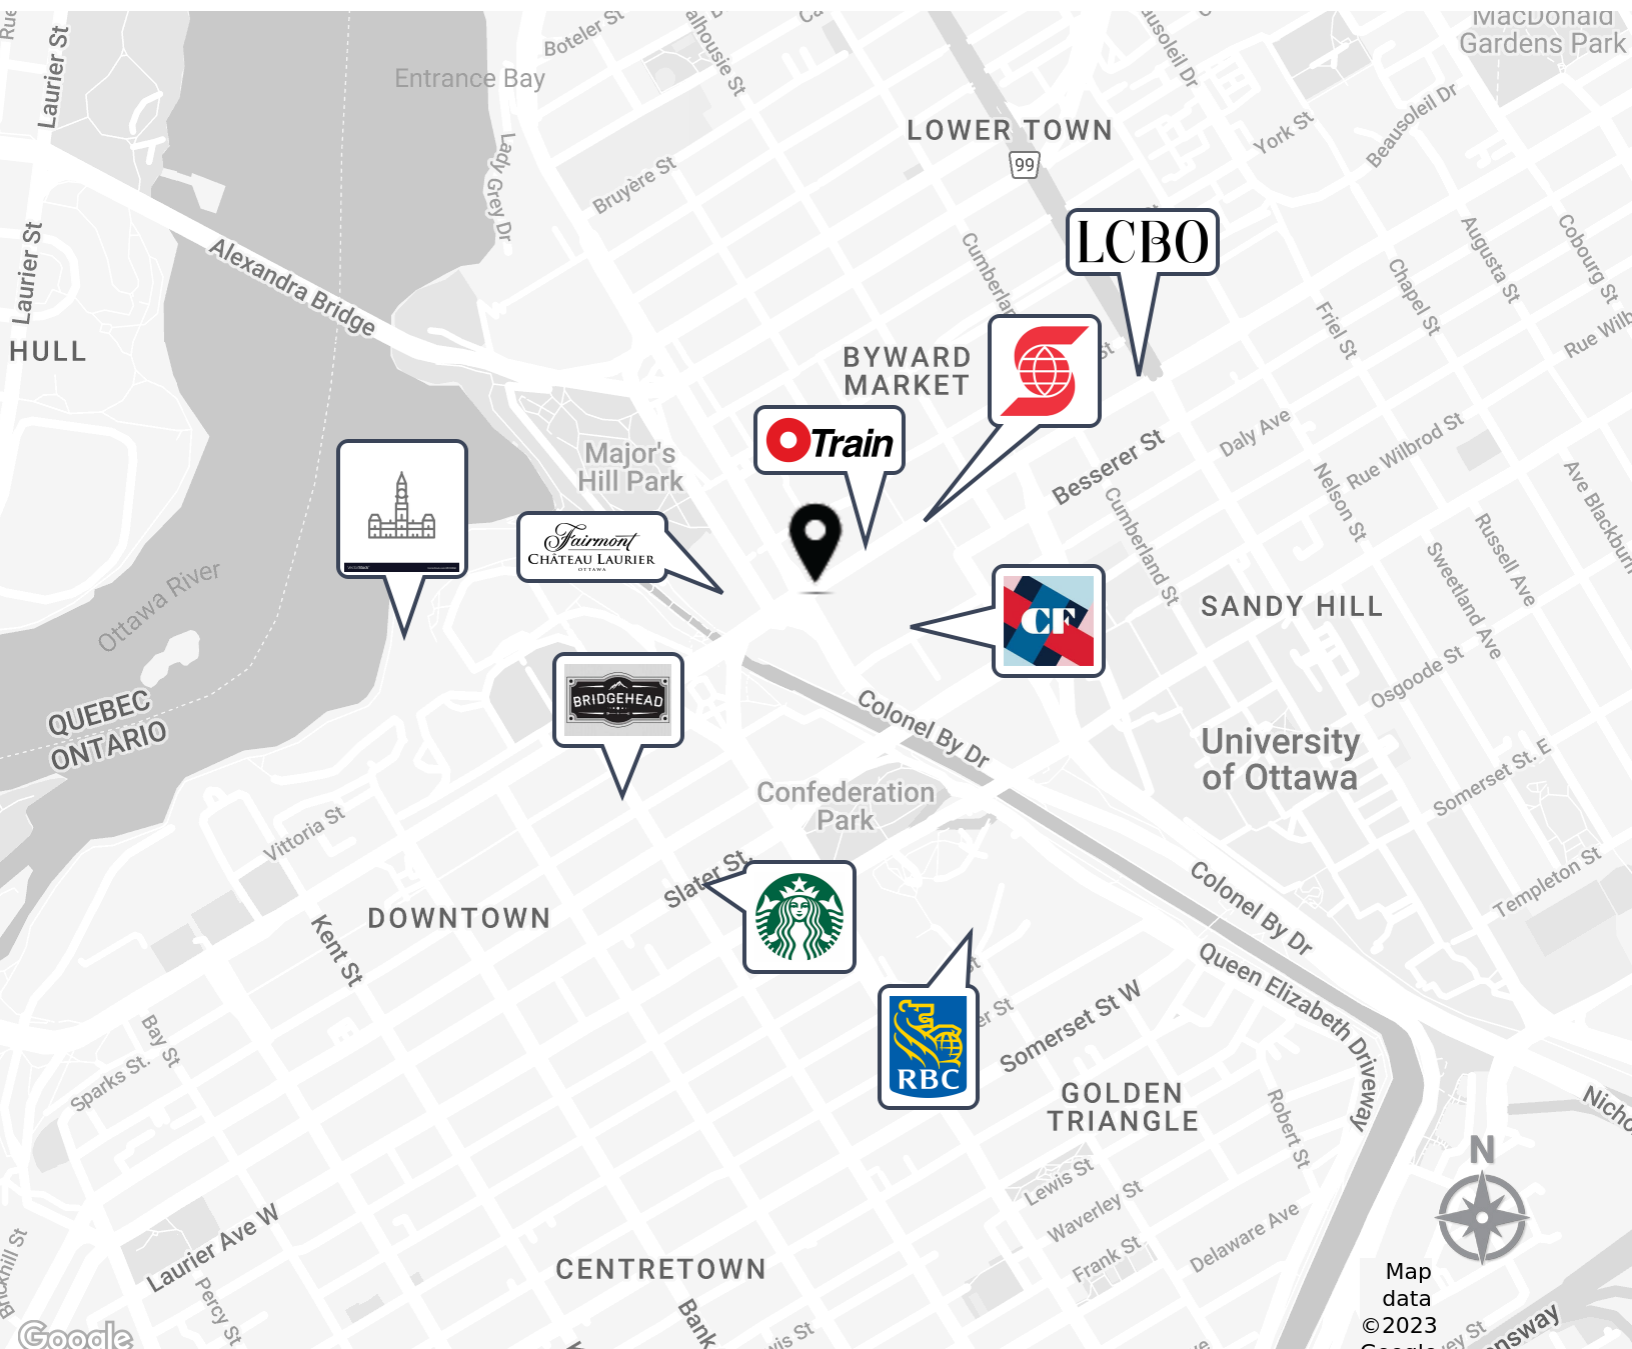 MacDonald
Gardens Park
Laurier St
Boteler St
Entrance Bay
Beausoleil Dr
York St
LOWER TOWN
99
Lady Grey Dr
Bruyère St
LCBO
Laurier St
Alexandra Bridge
Augusta St
Cobourg St
Chapel St
Friel St
HULL
BYWARD
MARKET
Train
Major's
Hill Park
Besserer St
Daly Ave
Rue Wilbrod St
Nelson St
Cumberland St
Russell Ave
Sweetland Ave
Fairmont
CHÂTEAU LAURIER
OTTAWA
Ottawa River
CF
SANDY HILL
Osgoode St
BRIDGEHEAD
QUEBEC
ONTARIO
Colonel By Dr
University
of Ottawa
Somerset St. E
Confederation
Park
Vittoria St
Slater St.
Templeton St
Colonel By Dr
DOWNTOWN
Kent St
Queen Elizabeth Driveway
Somerset St W
RBC
Bay St
Sparks St.
GOLDEN
TRIANGLE
Robert St
N
Lewis St
Waverley St
Frank St
Delaware Ave
Laurier Ave W
Percy St
CENTRETOWN
Bank
Map
data
©2023
Google
Google